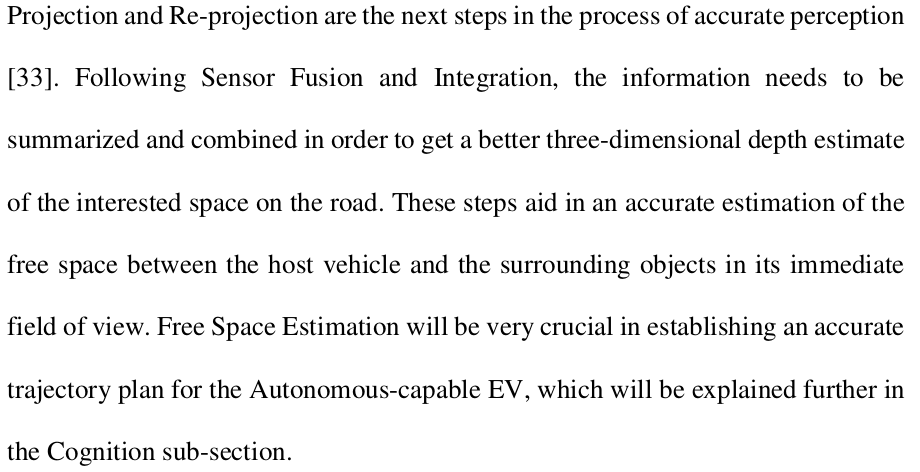 Projection and Re-projection are the next steps in the process of accurate perception
[33]. Following Sensor Fusion and Integration, the information needs to be
summarized and combined in order to get a better three-dimensional depth estimate
of the interested space on the road. These steps aid in an accurate estimation of the
free space between the host vehicle and the surrounding objects in its immediate
field of view. Free Space Estimation will be very crucial in establishing an accurate
trajectory plan for the Autonomous-capable EV, which will be explained further in
the Cognition sub-section.